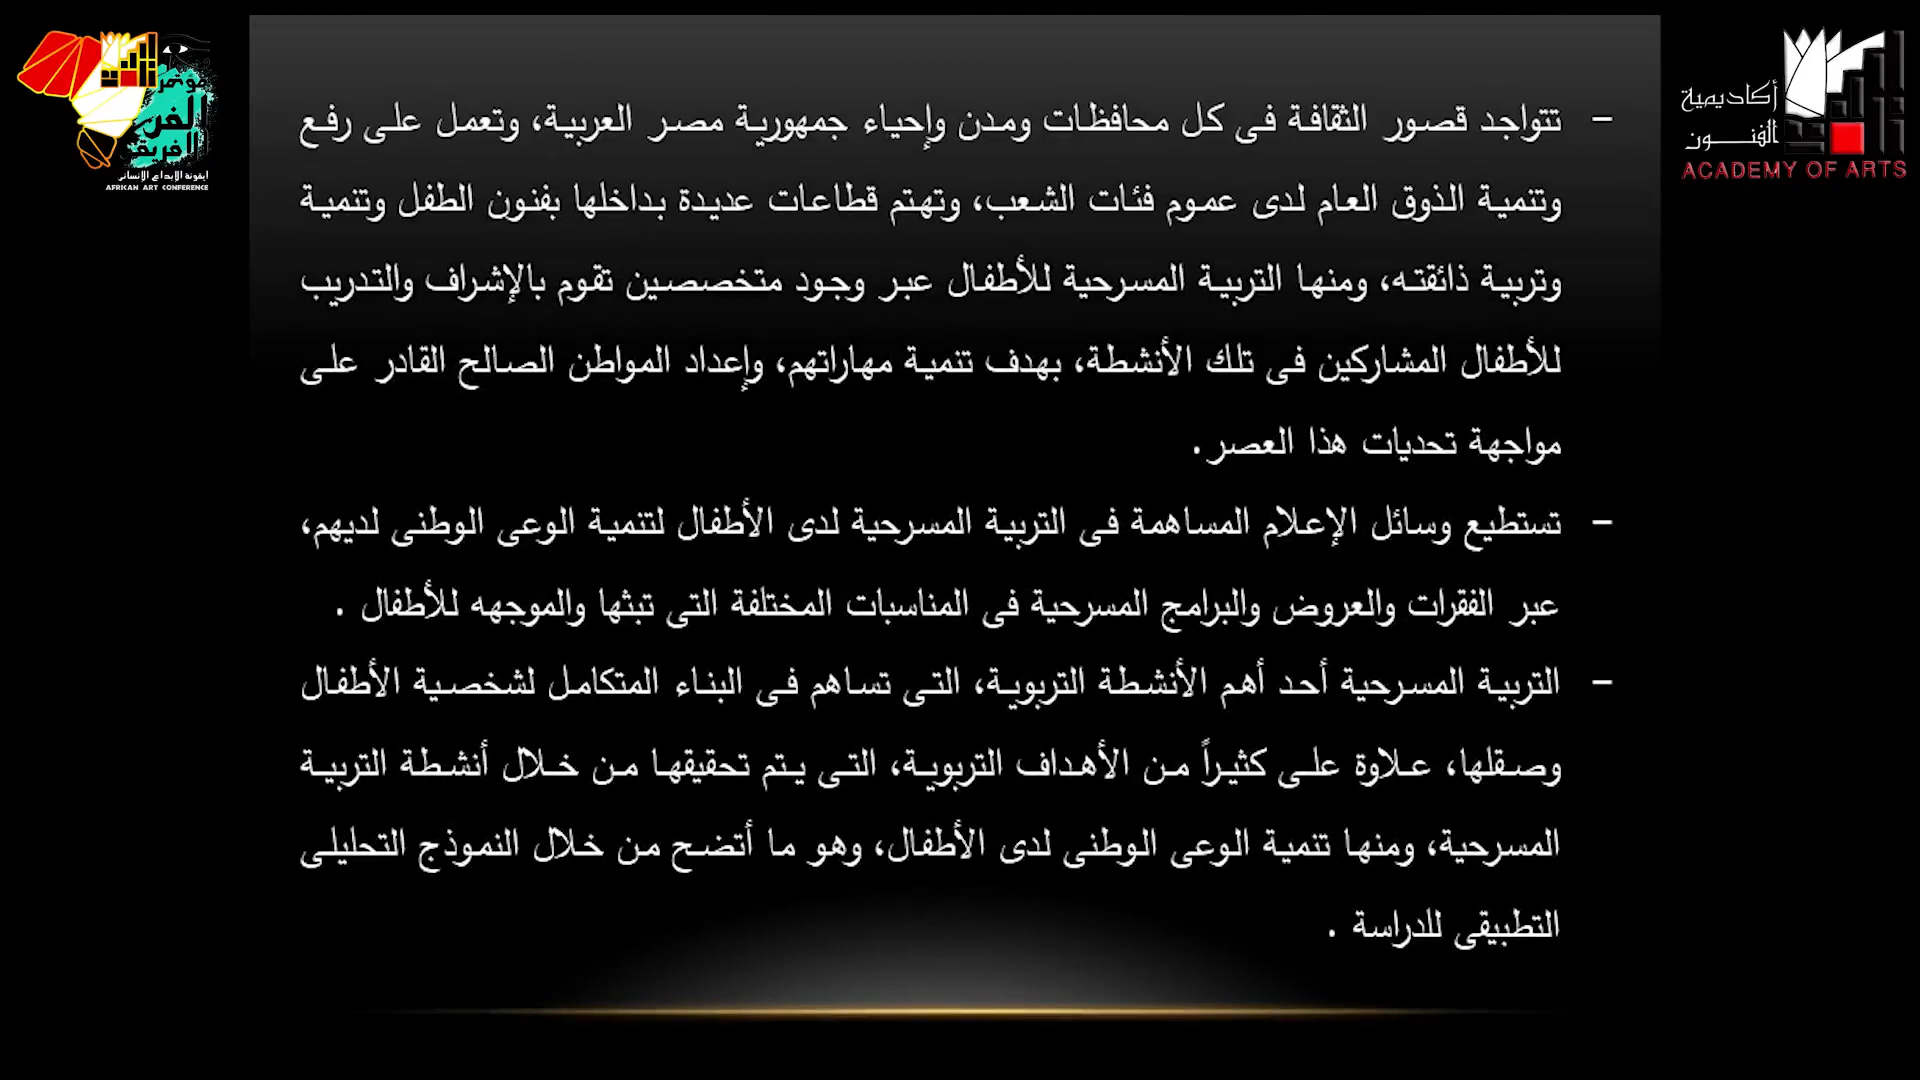 أكاديمية
الفنون
ACADEMY OF ARTS
ايقونة الإبداع الإنسانى
AFRICAN ART CONFERENCE
- تتواجد قصور الثقافة فى كل محافظات ومدن وإحياء جمهورية مصر العربية، وتعمل على رفع
وتنمية الذوق العام لدى عموم فئات الشعب، وتهتم قطاعات عديدة بداخلها بفنون الطفل وتنمية
وتربية ذائقته، ومنها التربية المسرحية للأطفال عبر وجود متخصصين تقوم بالإشراف والتدريب
للأطفال المشاركين فى تلك الأنشطة، بهدف تنمية مهاراتهم، وإعداد المواطن الصالح القادر على
مواجهة تحديات هذا العصر.
- تستطيع وسائل الإعلام المساهمة فى التربية المسرحية لدى الأطفال لتنمية الوعى الوطنى لديهم،
عبر الفقرات والعروض والبرامج المسرحية فى المناسبات المختلفة التى تبثها والموجهه للأطفال .
- التربية المسرحية أحد أهم الأنشطة التربوية، التى تساهم فى البناء المتكامل لشخصية الأطفال
وصقلها، علاوة على كثيراً من الأهداف التربوية، التى يتم تحقيقها من خلال أنشطة التربية
المسرحية، ومنها تنمية الوعى الوطنى لدى الأطفال، وهو ما أتضح من خلال النموذج التحليلى
التطبيقى للدراسة .